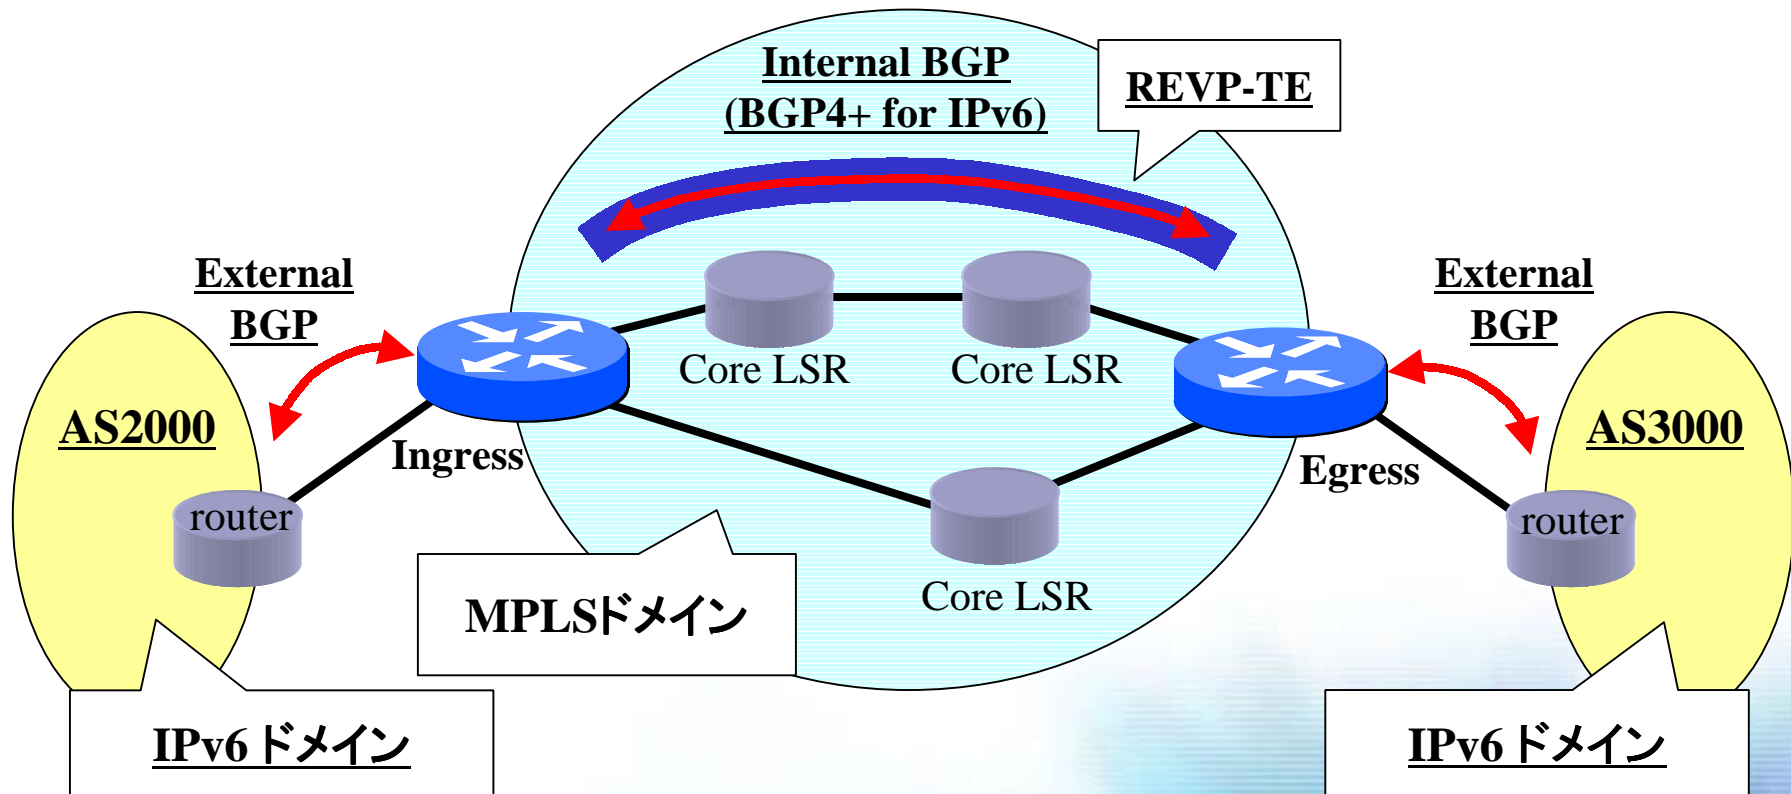 Internal BGP
(BGP4+ for IPv6)
REVP-TE
External
BGP
External
BGP
Core LSR
Core LSR
AS2000
AS3000
Ingress
Egress
router
router
Core LSR
MPLSドメイン
IPv6 ドメイン
IPv6 ドメイン